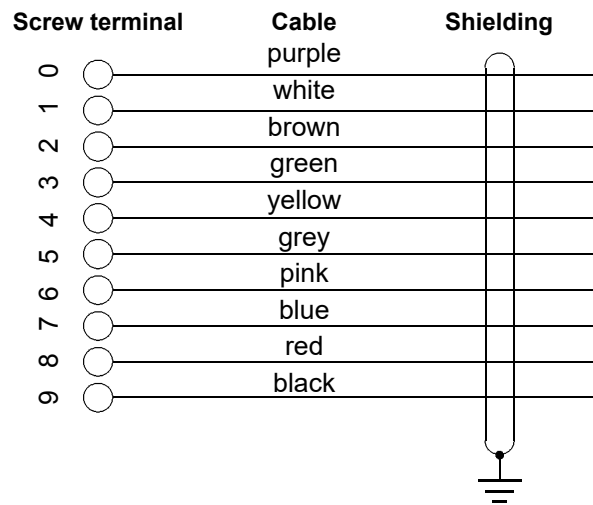 Screw terminal Cable Shielding
0 purple
1 white
2 brown
3 green
4 yellow
5 grey
6 pink
7 blue
8 red
9 black